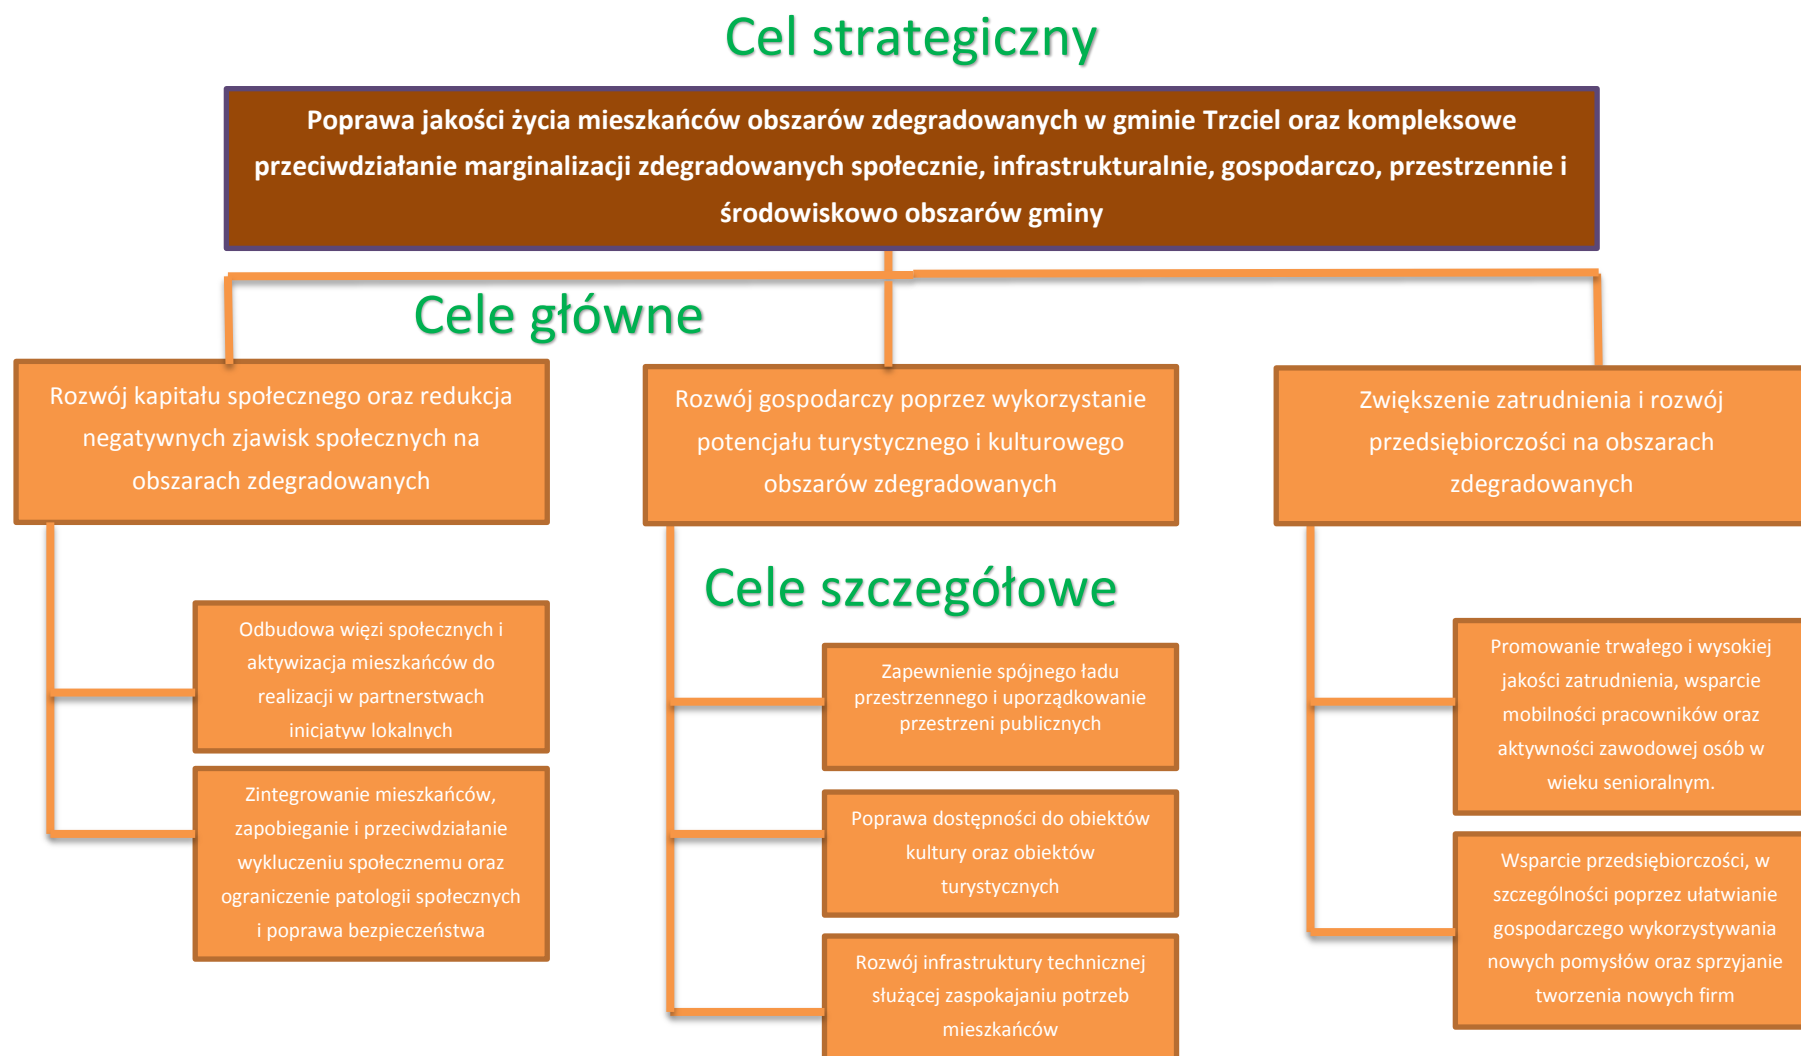 Cel strategiczny
Poprawa jakości życia mieszkańców obszarów zdegradowanych w gminie Trzciel oraz kompleksowe
przeciwdziałanie marginalizacji zdegradowanych społecznie, infrastrukturalnie, gospodarczo, przestrzennie i
środowiskowo obszarów gminy
Cele główne
Rozwój kapitału społecznego oraz redukcja
negatywnych zjawisk społecznych na
obszarach zdegradowanych
Rozwój gospodarczy poprzez wykorzystanie
potencjału turystycznego i kulturowego
obszarów zdegradowanych
Zwiększenie zatrudnienia i rozwój
przedsiębiorczości na obszarach
zdegradowanych
Cele szczegółowe
Odbudowa więzi społecznych i
aktywizacja mieszkańców do
realizacji w partnerstwach
inicjatyw lokalnych
Zintegrowanie mieszkańców,
zapobieganie i przeciwdziałanie
wykluczeniu społecznemu oraz
ograniczenie patologii społecznych
i poprawa bezpieczeństwa
Zapewnienie spójnego ładu
przestrzennego i uporządkowanie
przestrzeni publicznych
Poprawa dostępności do obiektów
kultury oraz obiektów
turystycznych
Rozwój infrastruktury technicznej
służącej zaspokajaniu potrzeb
mieszkańców
Promowanie trwałego i wysokiej
jakości zatrudnienia, wsparcie
mobilności pracowników oraz
aktywności zawodowej osób w
wieku senioralnym.
Wsparcie przedsiębiorczości, w
szczególności poprzez ułatwianie
gospodarczego wykorzystywania
nowych pomysłów oraz sprzyjanie
tworzenia nowych firm